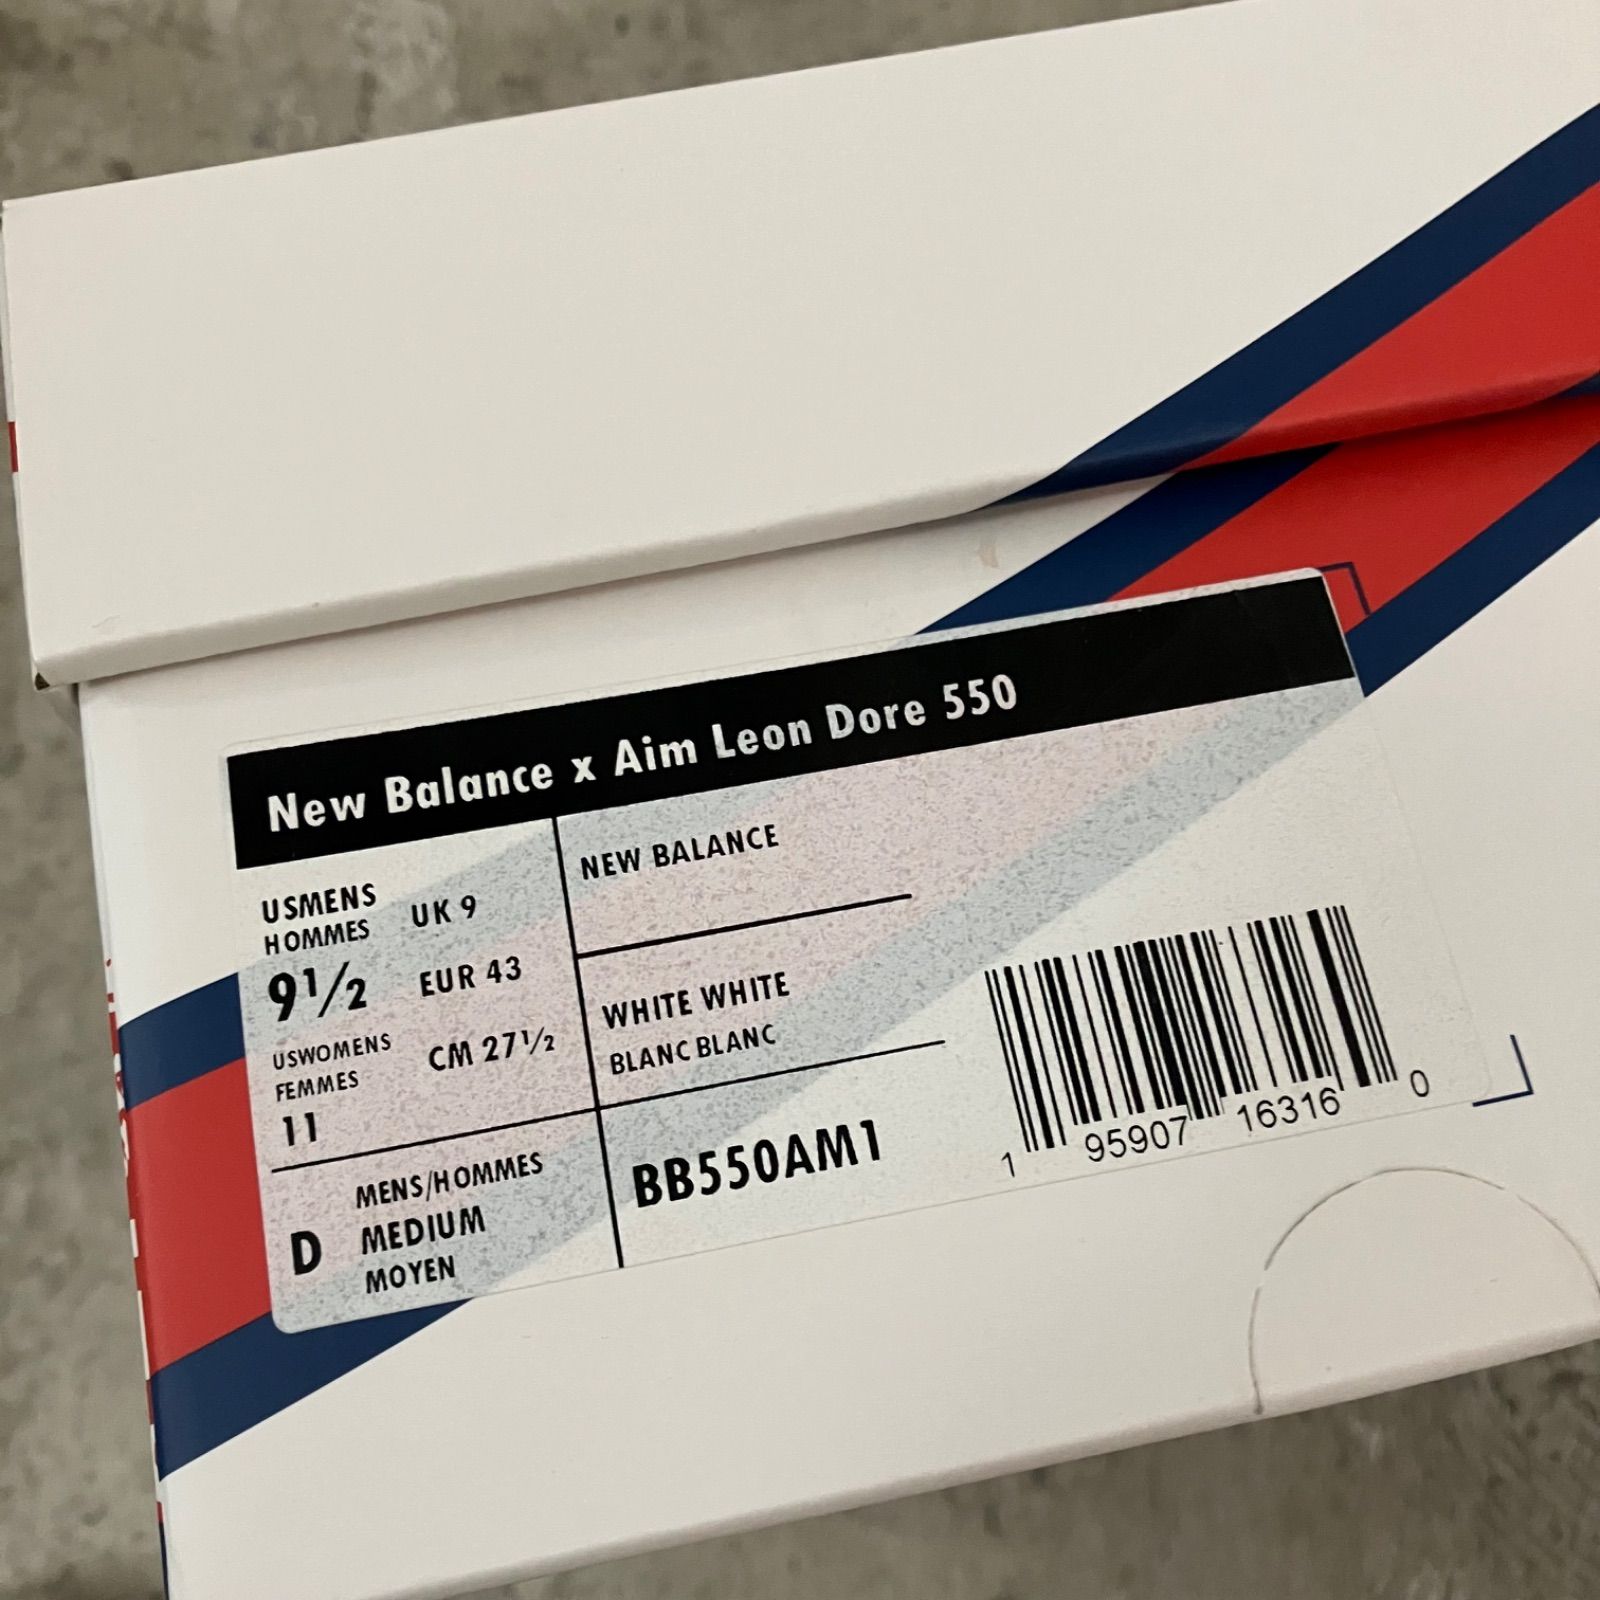 New Balance x Aim Leon Dore 550
USMENS
HOMMES
9½
UK 9
EUR 43
CM 27½
USWOMENS
FEMMES
11
D
MENS/HOMMES
MEDIUM
MOYEN
NEW BALANCE
WHITE WHITE
BLANC BLANC
BB550AM1
1 95907 16316 0